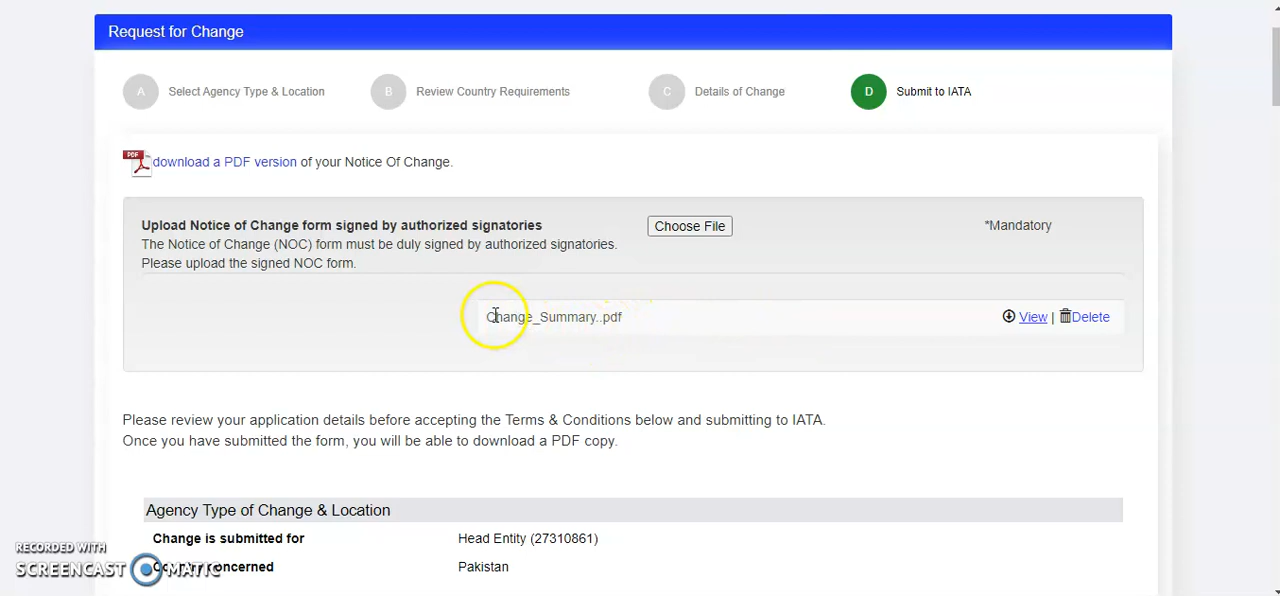 Request for Change
A Select Agency Type & Location B Review Country Requirements C Details of Change D Submit to IATA
PDF download a PDF version of your Notice Of Change.
Upload Notice of Change form signed by authorized signatories Choose File *Mandatory
The Notice of Change (NOC) form must be duly signed by authorized signatories.
Please upload the signed NOC form.
Change_Summary..pdf View | Delete
Please review your application details before accepting the Terms & Conditions below and submitting to IATA.
Once you have submitted the form, you will be able to download a PDF copy.
Agency Type of Change & Location
Change is submitted for Head Entity (27310861)
Country concerned Pakistan
RECORDED WITH
SCREENCAST MATIC